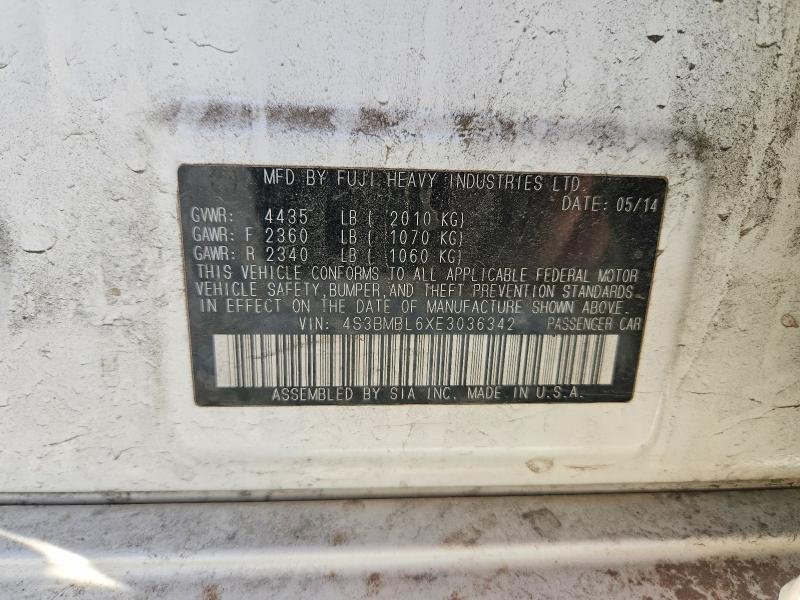 MFD BY FUJI HEAVY INDUSTRIES LTD.
DATE: 05/14
GVWR: 4435 LB ( 2010 KG)
GAWR: F 2360 LB ( 1070 KG)
GAWR: R 2340 LB ( 1060 KG)
THIS VEHICLE CONFORMS TO ALL APPLICABLE FEDERAL MOTOR
VEHICLE SAFETY, BUMPER, AND THEFT PREVENTION STANDARDS
IN EFFECT ON THE DATE OF MANUFACTURE SHOWN ABOVE.
VIN: 4S3BMBL6XE3036342 PASSENGER CAR
ASSEMBLED BY SIA INC. MADE IN U.S.A.